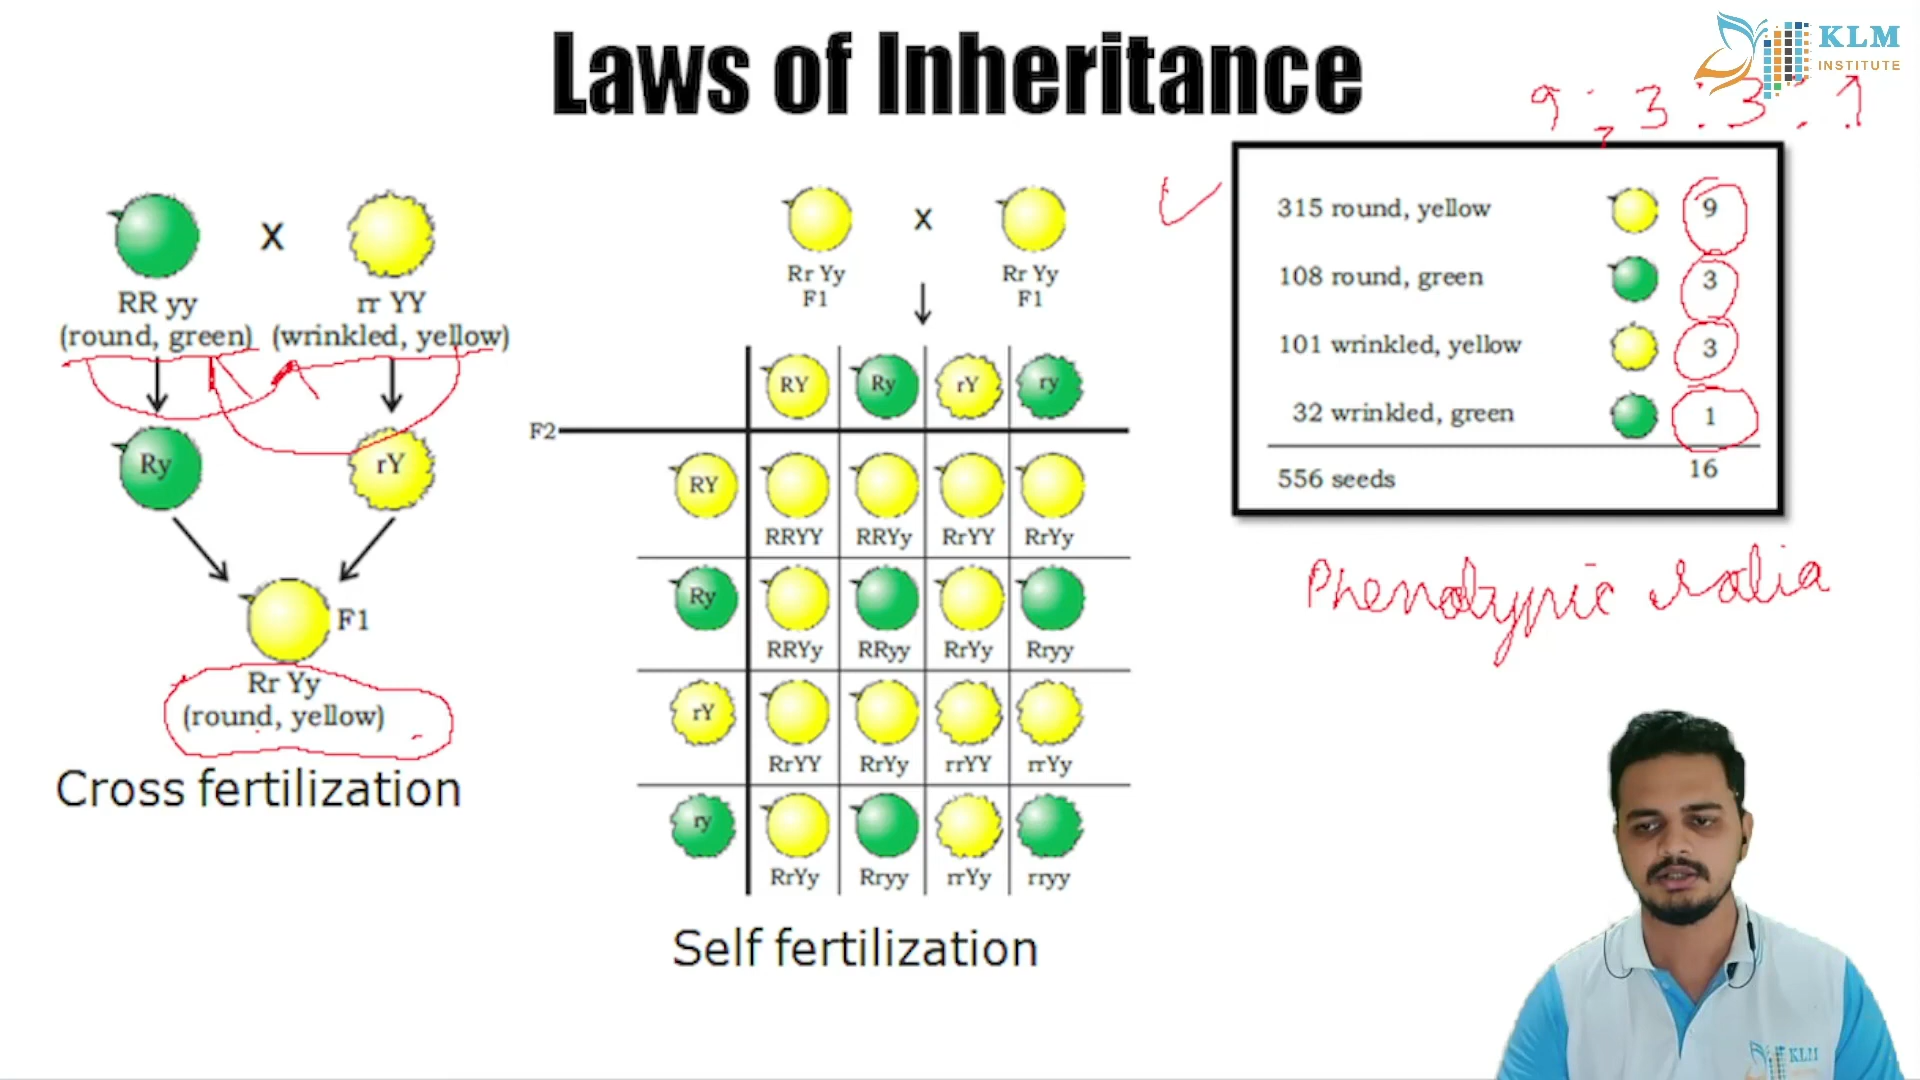 Laws of Inheritance
KLM
INSTITUTE
9 : 3 : 3 : 1
X
RR yy
rr YY
(round, green)
(wrinkled, yellow)
Ry
rY
F1
Rr Yy
(round, yellow)
Cross fertilization
X
Rr Yy
Rr Yy
F1
F1
RY
Ry
rY
ry
F2
RY
RRYY
RRYy
RrYY
RrYy
Ry
RRYy
RRyy
RrYy
Rryy
rY
RrYY
RrYy
rrYY
rrYy
ry
RrYy
Rryy
rrYy
rryy
Self fertilization
315 round, yellow 9
108 round, green 3
101 wrinkled, yellow 3
32 wrinkled, green 1
556 seeds 16
Phenotypic ratio
KLM